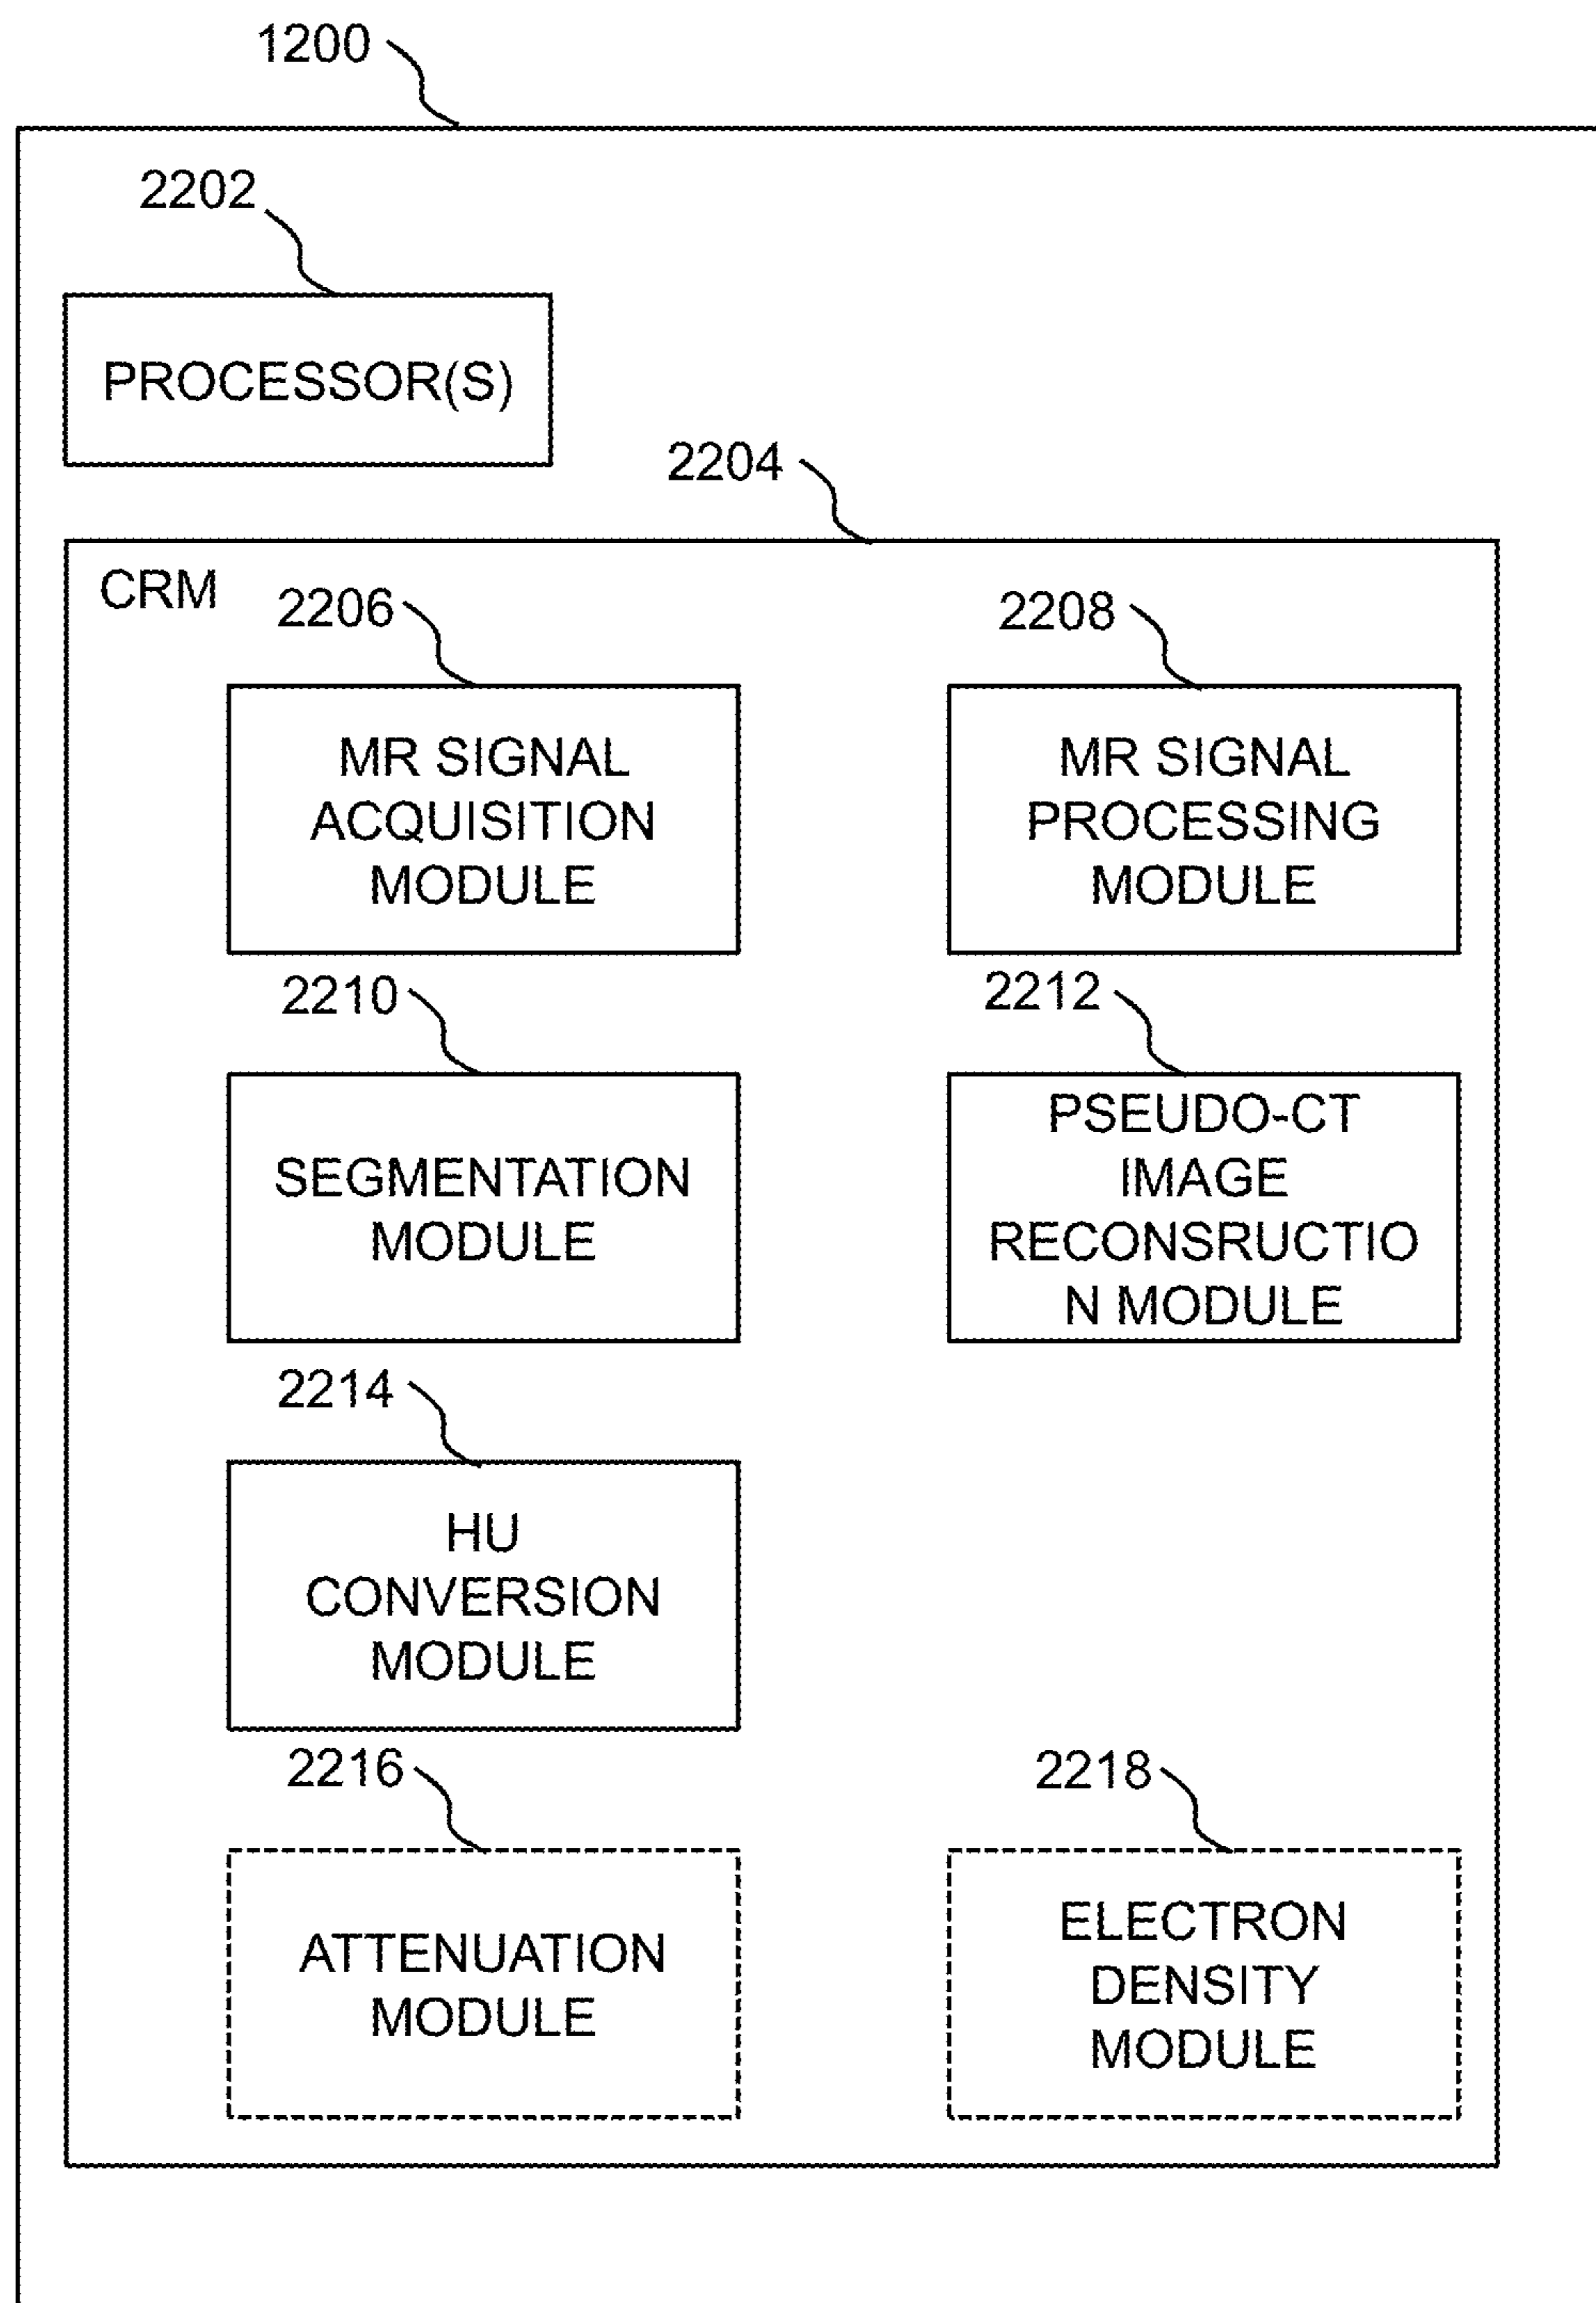 1200
2202
PROCESSOR(S)
2204
CRM
2206
2208
MR SIGNAL
ACQUISITION
MODULE
MR SIGNAL
PROCESSING
MODULE
2210
2212
SEGMENTATION
MODULE
PSEUDO-CT
IMAGE
RECONSRUCTIO
N MODULE
2214
HU
CONVERSION
MODULE
2216
2218
ATTENUATION
MODULE
ELECTRON
DENSITY
MODULE